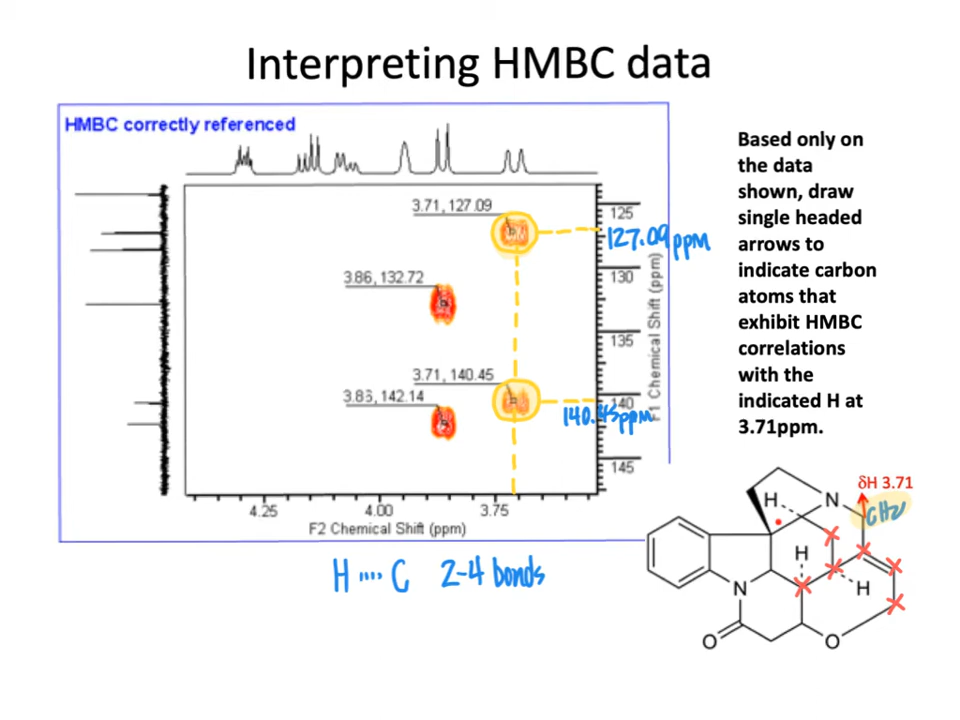 Interpreting HMBC data
HMBC correctly referenced
3.71, 127.09
3.86, 132.72
3.71, 140.45
3.86, 142.14
125
130
135
140
145
F1 Chemical Shift (ppm)
127.09 ppm
140.45 ppm
4.25
4.00
3.75
F2 Chemical Shift (ppm)
H .... C 2-4 bonds
Based only on
the data
shown, draw
single headed
arrows to
indicate carbon
atoms that
exhibit HMBC
correlations
with the
indicated H at
3.71ppm.
δH 3.71
CH2
H
N
H
H
N
O
O